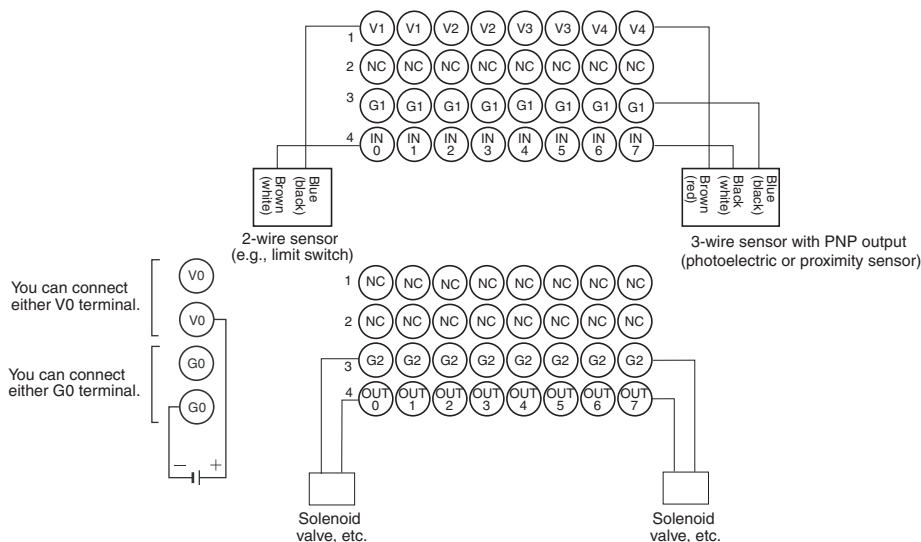 1 V1 V1 V2 V2 V3 V3 V4 V4
2 NC NC NC NC NC NC NC NC
3 G1 G1 G1 G1 G1 G1 G1 G1
4 IN 0 IN 1 IN 2 IN 3 IN 4 IN 5 IN 6 IN 7
Brown (white)
Blue (black)
2-wire sensor
(e.g., limit switch)
Brown (red)
Black (white)
Blue (black)
3-wire sensor with PNP output
(photoelectric or proximity sensor)
You can connect
either V0 terminal.
V0
V0
You can connect
either G0 terminal.
G0
G0
− +
1 NC NC NC NC NC NC NC NC
2 NC NC NC NC NC NC NC NC
3 G2 G2 G2 G2 G2 G2 G2 G2
4 OUT 0 OUT 1 OUT 2 OUT 3 OUT 4 OUT 5 OUT 6 OUT 7
Solenoid
valve, etc.
Solenoid
valve, etc.